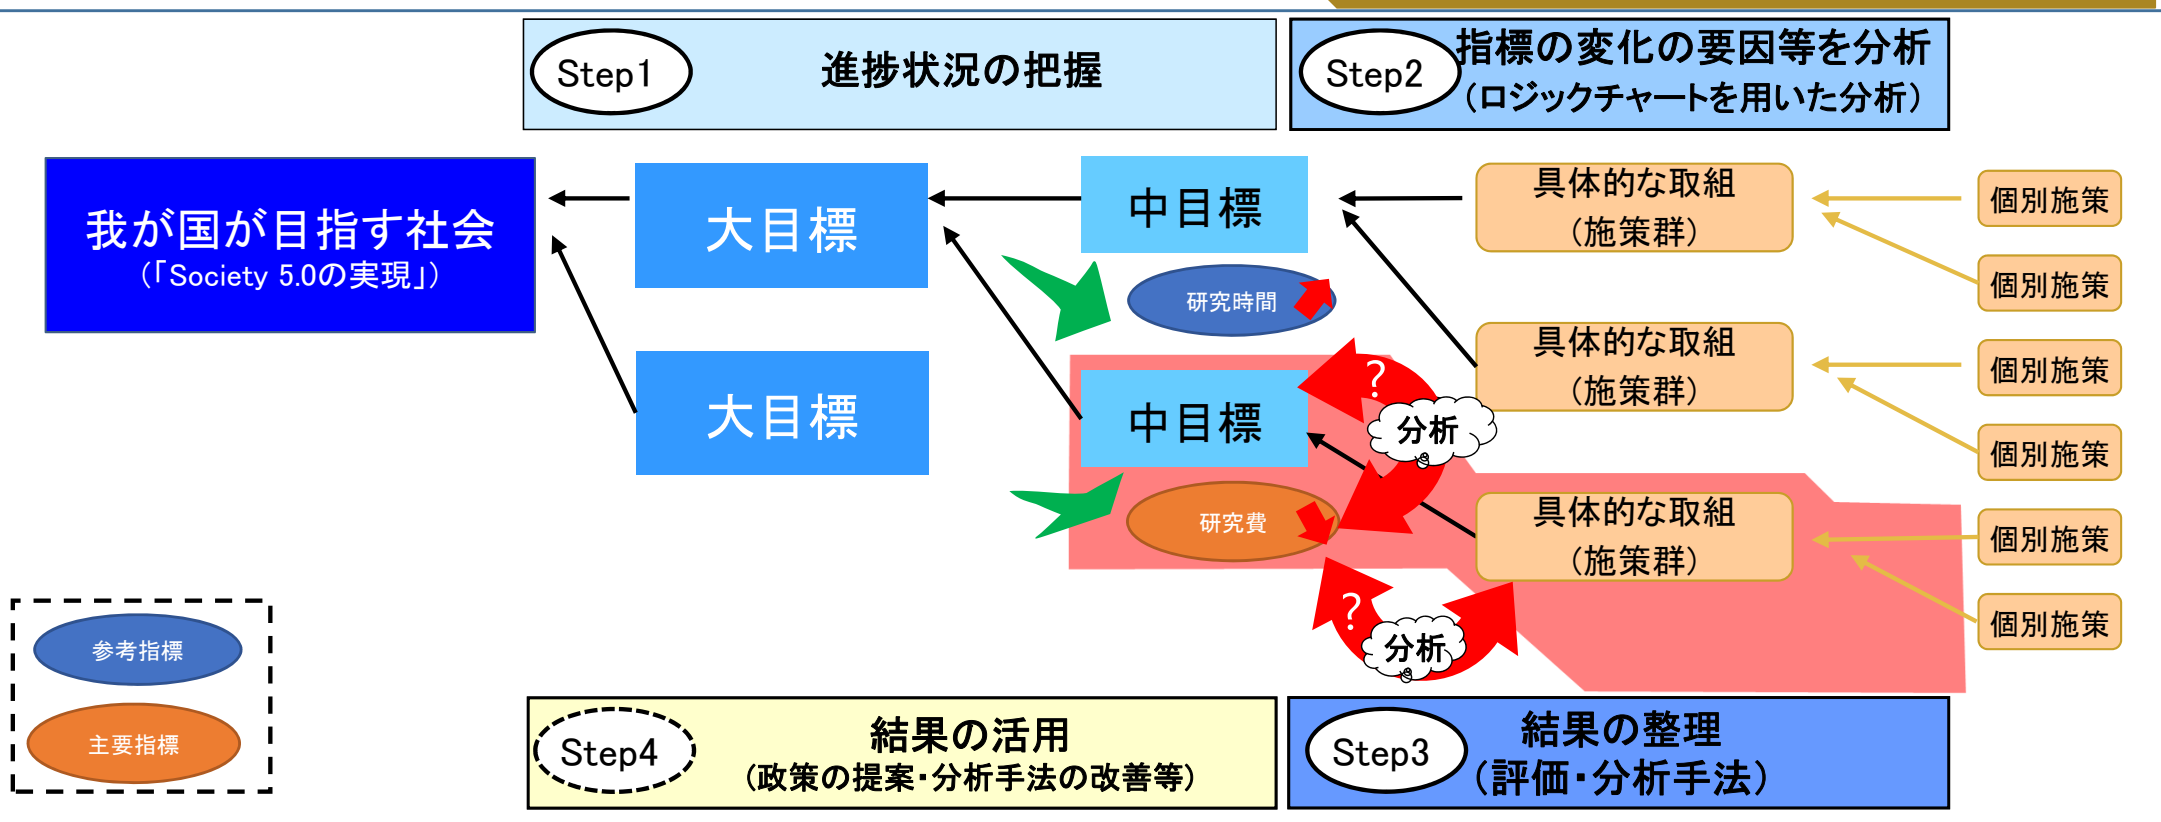 Step1
進捗状況の把握
Step2
指標の変化の要因等を分析
（ロジックチャートを用いた分析）
我が国が目指す社会
（「Society 5.0の実現」）
大目標
中目標
具体的な取組
（施策群）
個別施策
個別施策
研究時間
大目標
中目標
?
分析
具体的な取組
（施策群）
個別施策
個別施策
研究費
具体的な取組
（施策群）
個別施策
個別施策
?
分析
参考指標
主要指標
Step4
結果の活用
（政策の提案・分析手法の改善等）
Step3
結果の整理
（評価・分析手法）